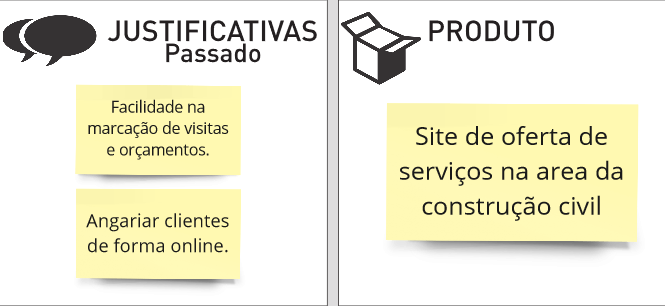 JUSTIFICATIVAS
Passado
Facilidade na
marcação de visitas
e orçamentos.
Angariar clientes
de forma online.
PRODUTO
Site de oferta de
serviços na area da
construção civil